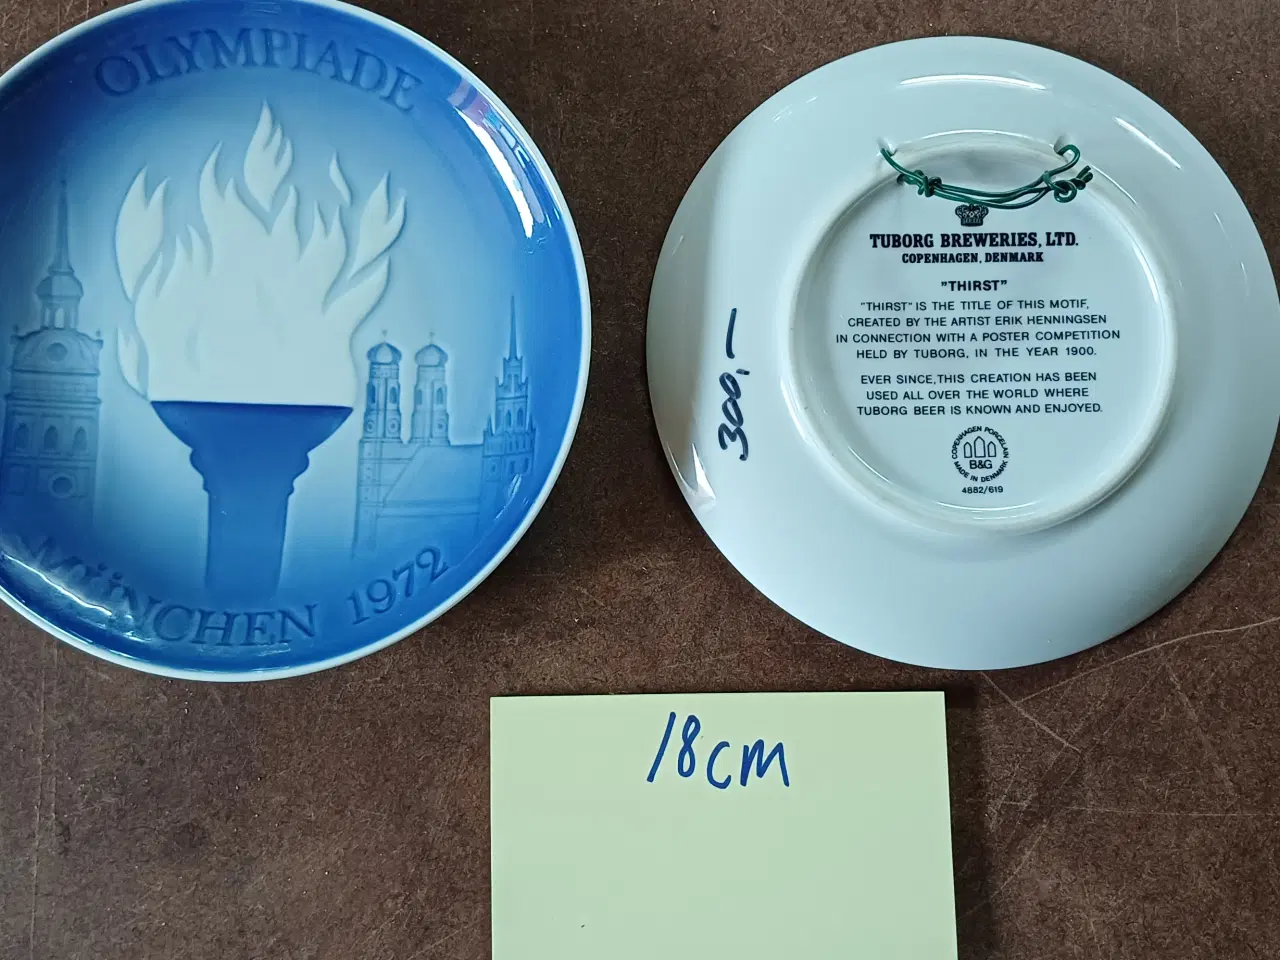 OLYMPIADE
MÜNCHEN 1972
300,-
TUBORG BREWERIES, LTD.
COPENHAGEN, DENMARK
"THIRST"
"THIRST" IS THE TITLE OF THIS MOTIF,
CREATED BY THE ARTIST ERIK HENNINGSEN
IN CONNECTION WITH A POSTER COMPETITION
HELD BY TUBORG, IN THE YEAR 1900.
EVER SINCE, THIS CREATION HAS BEEN
USED ALL OVER THE WORLD WHERE
TUBORG BEER IS KNOWN AND ENJOYED.
COPENHAGEN PORCELAIN
B&G
MADE IN DENMARK
4882/619
18CM